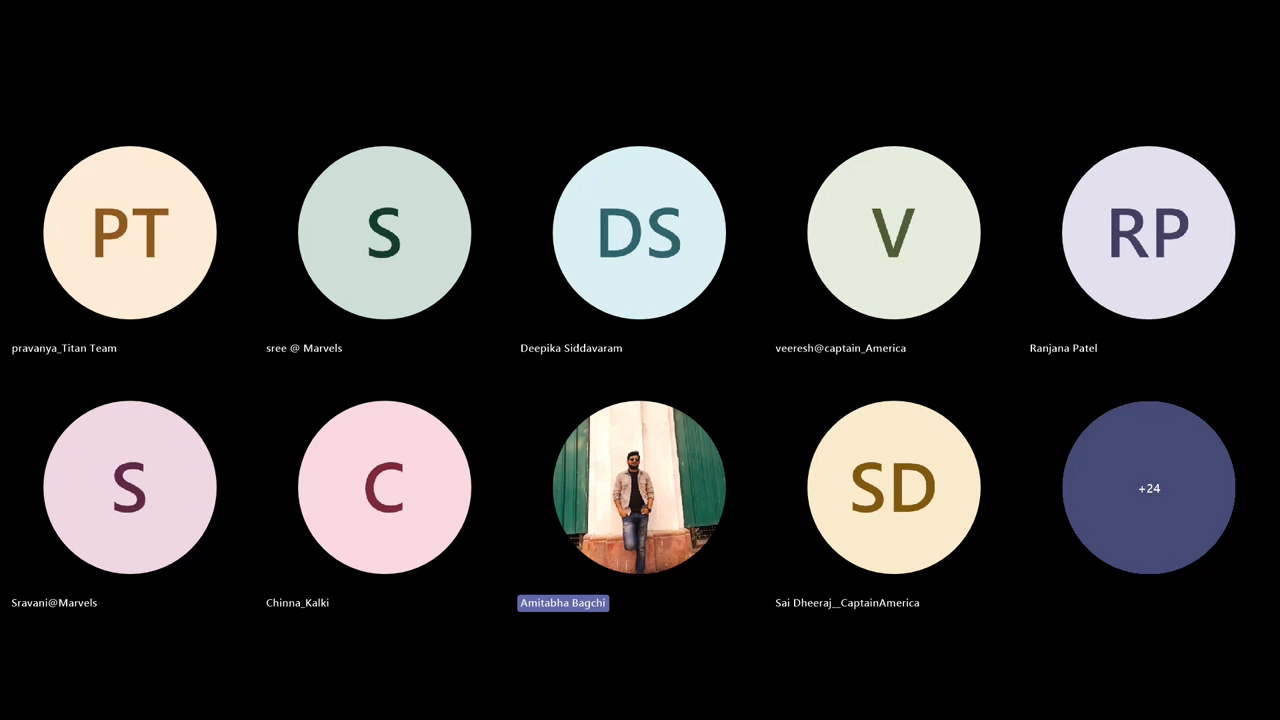 PT
S
DS
V
RP
pravanya_Titan Team
sree @ Marvels
Deepika Siddavaram
veeresh@captain_America
Ranjana Patel
S
C
SD
+24
Sravani@Marvels
Chinna_Kalki
Amitabha Bagchi
Sai Dheeraj__CaptainAmerica